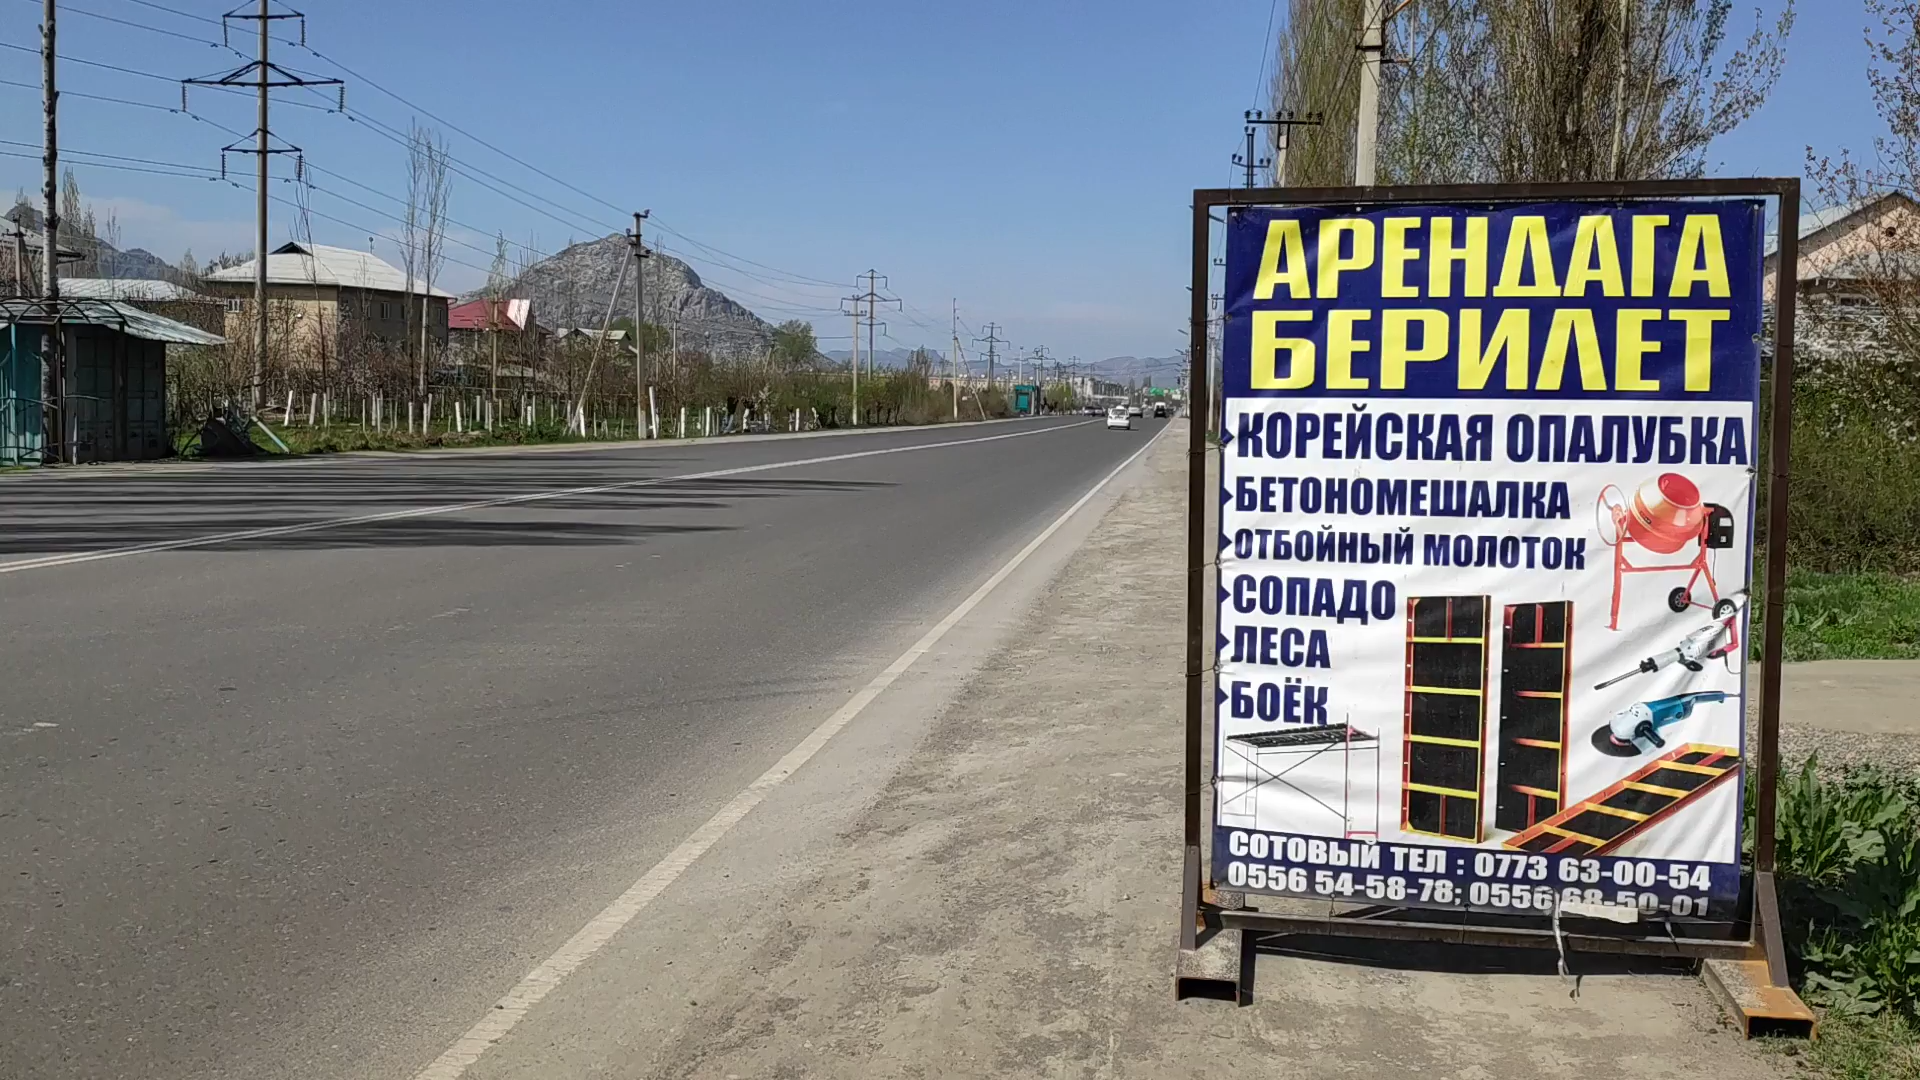 АРЕНДАГА
БЕРИЛЕТ
КОРЕЙСКАЯ ОПАЛУБКА
БЕТОНОМЕШАЛКА
ОТБОЙНЫЙ МОЛОТОК
СОПАДО
ЛЕСА
БОЁК
СОТОВЫЙ ТЕЛ : 0773 63-00-54
0556 54-58-78; 0556 68-50-01